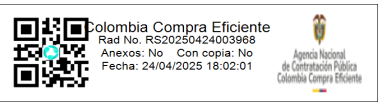 Colombia Compra Eficiente
Rad No. RS20250424003968
Anexos: No Con copia: No
Fecha: 24/04/2025 18:02:01
Agencia Nacional
de Contratación Pública
Colombia Compra Eficiente